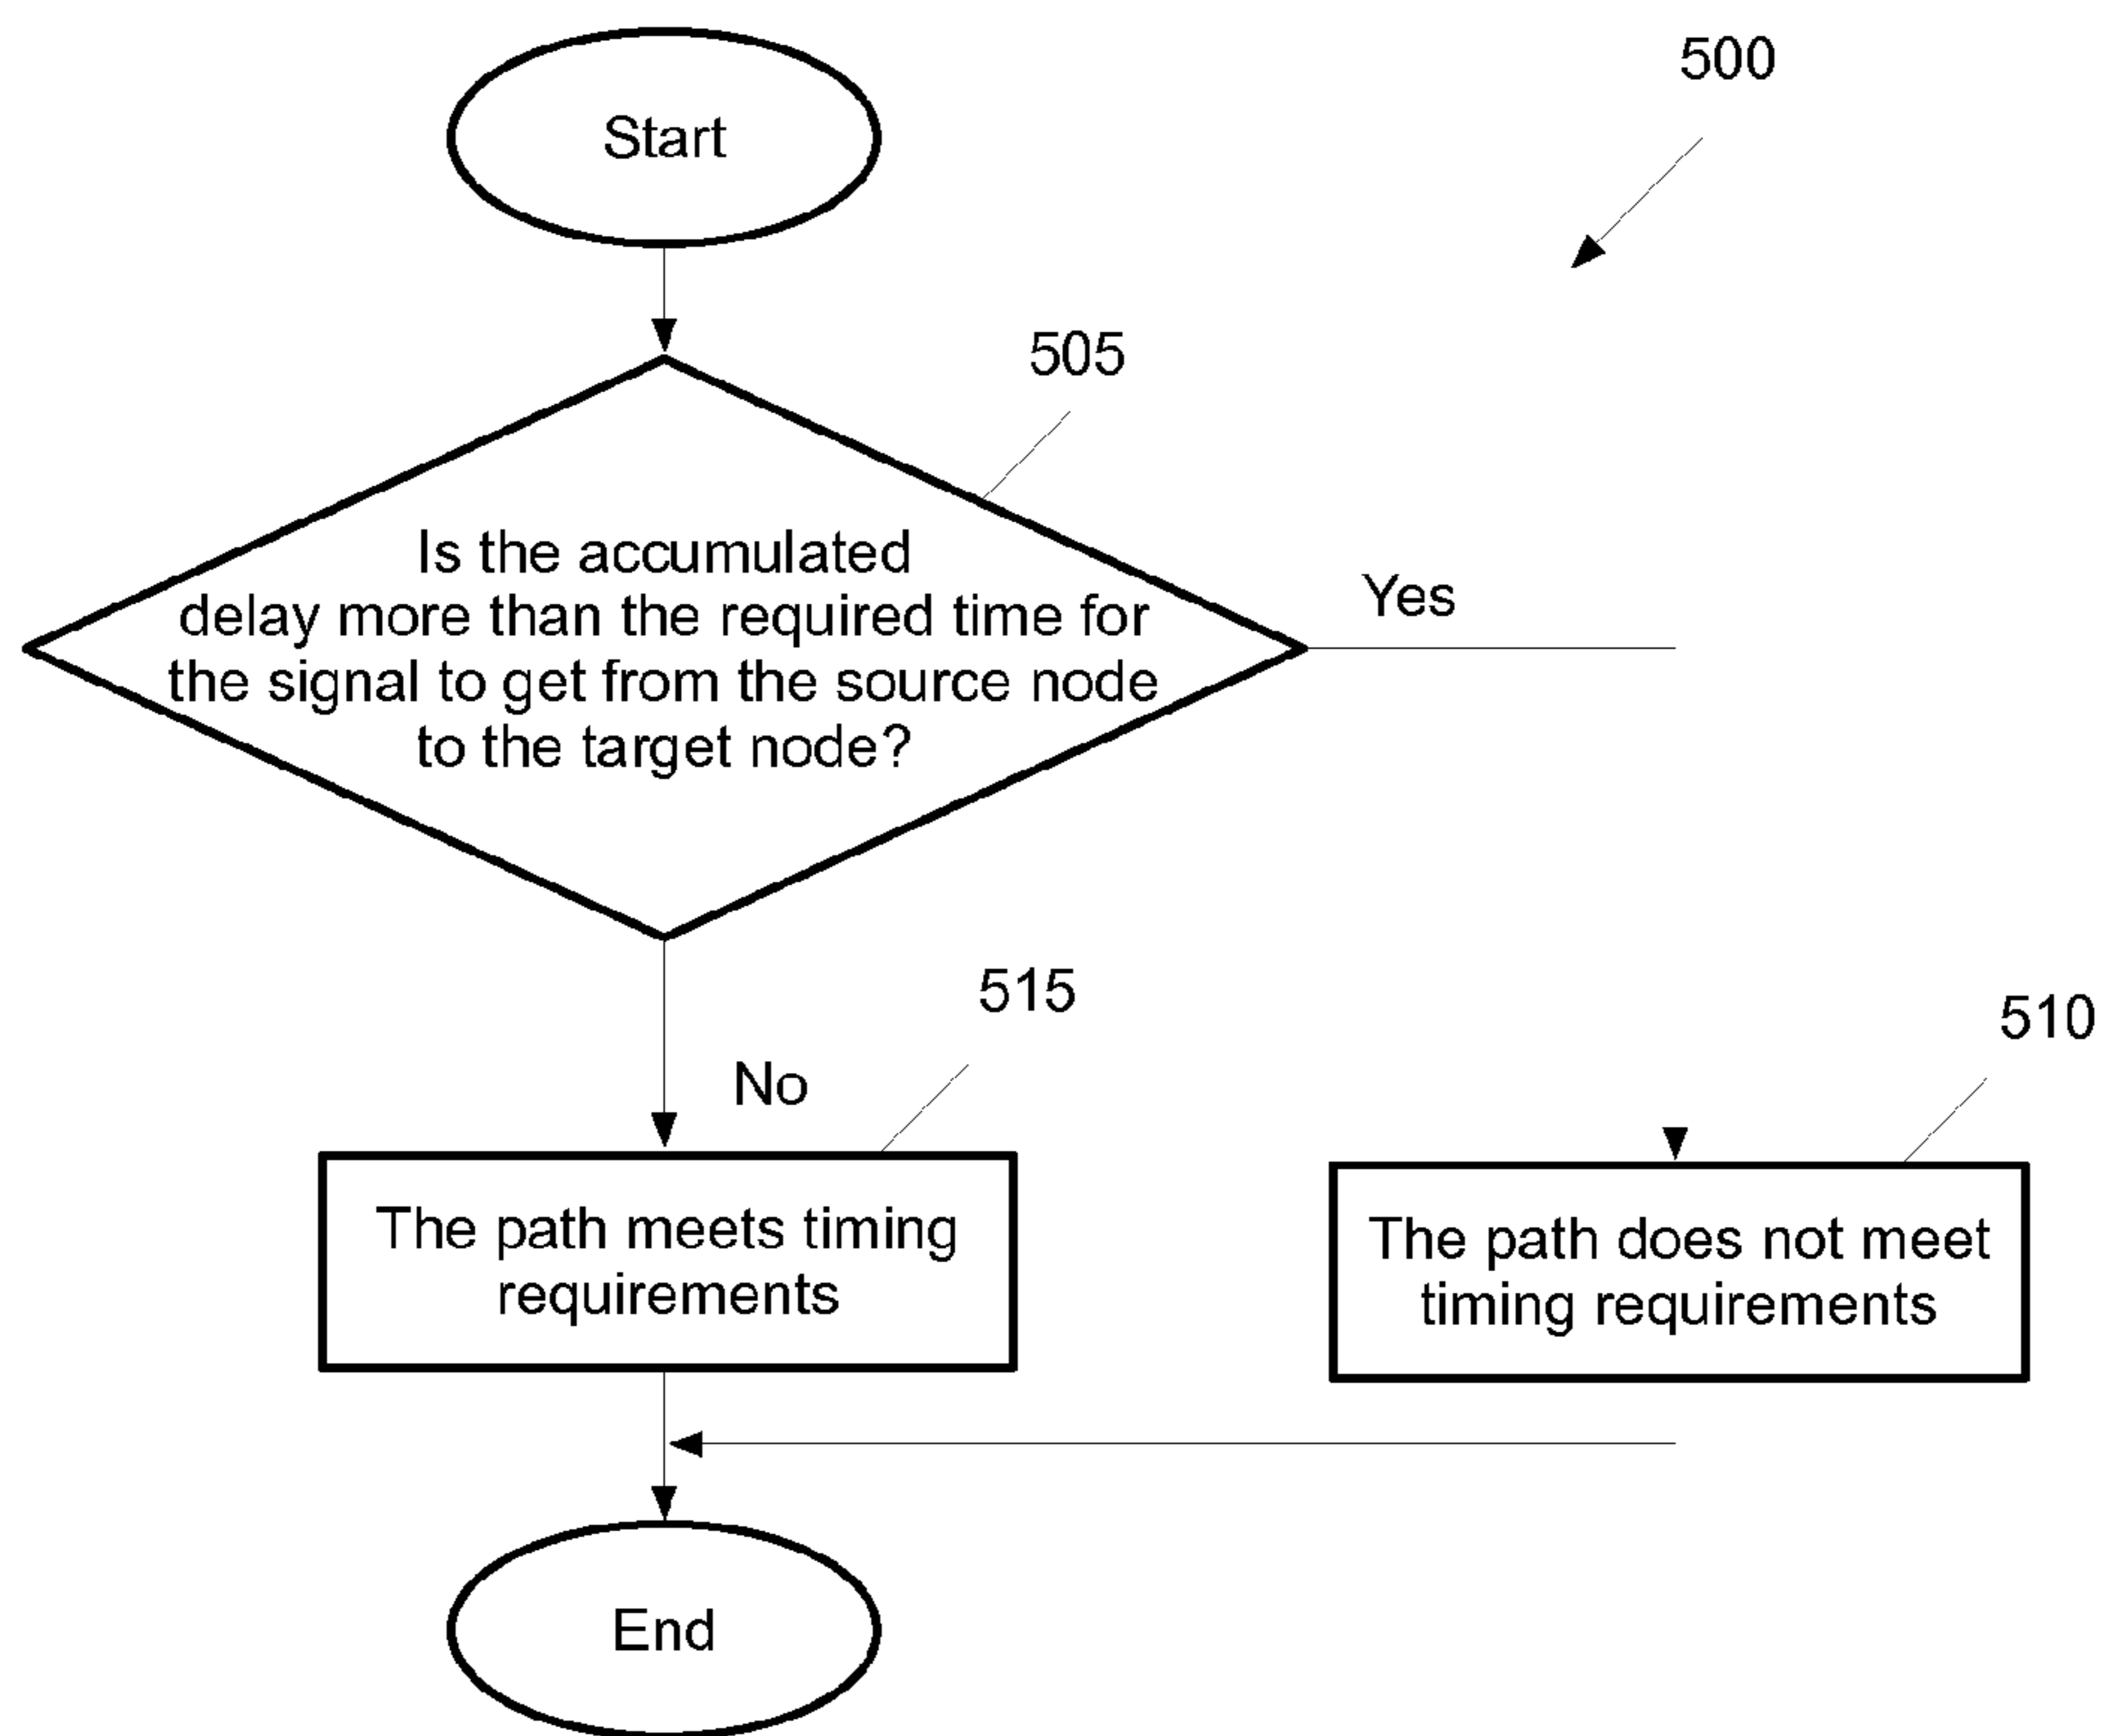 Start
500
505
Is the accumulated
delay more than the required time for
the signal to get from the source node
to the target node?
Yes
No
515
510
The path meets timing
requirements
The path does not meet
timing requirements
End